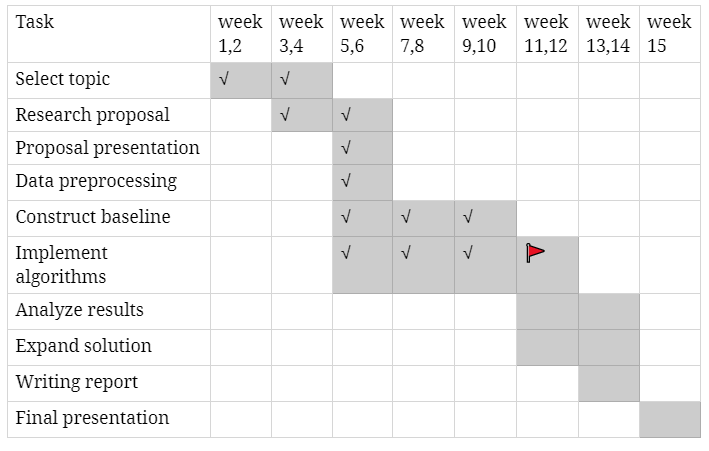 Task week week week week week week week week
1,2 3,4 5,6 7,8 9,10 11,12 13,14 15
Select topic √ √
Research proposal √ √
Proposal presentation √
Data preprocessing √
Construct baseline √ √ √
Implement √ √ √
algorithms
Analyze results
Expand solution
Writing report
Final presentation